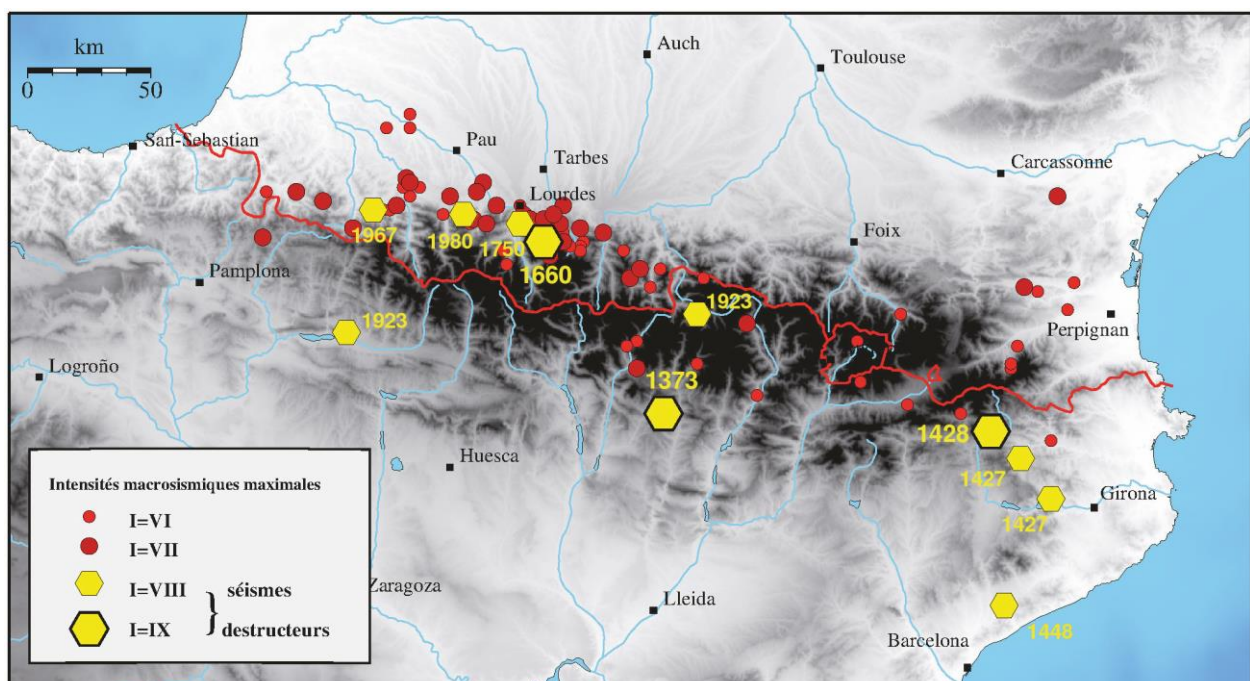 km
0 50
Auch
Toulouse
San-Sebastian
Pau
Tarbes
Carcassonne
Lourdes
1967
1980
1750
1660
Foix
Pamplona
1923
1923
Perpignan
Logroño
1373
1428
Huesca
1427
1427
Girona
Intensités macrosismiques maximales
I=VI
I=VII
I=VIII
I=IX
} séismes
destructeurs
Zaragoza
Lleida
1448
Barcelona